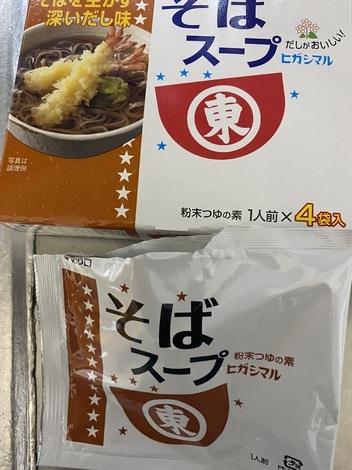 そばを生かす
深いだし味
そば
スープ
だしがおいしい!
ヒガシマル
東
写真は
調理例
粉末つゆの素 1人前×4袋入
そば
スープ
粉末つゆの素
ヒガシマル
東
1人前